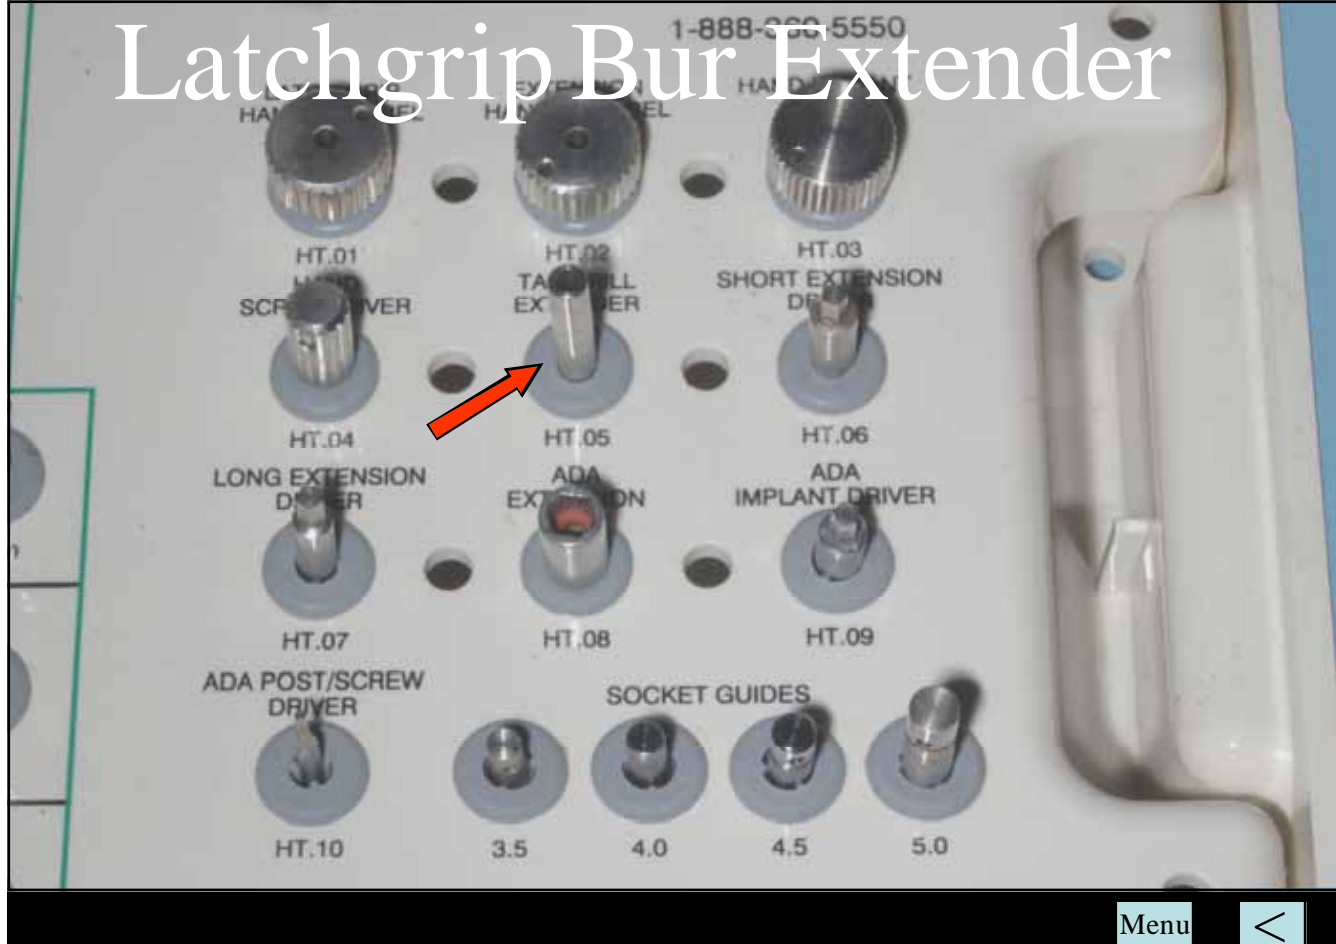 Latchgrip Bur Extender
1-888-360-5550
HT.01
HT.02
HT.03
SHORT EXTENSION
HT.04
HT.05
HT.06
LONG EXTENSION
ADA
ADA
IMPLANT DRIVER
HT.07
HT.08
HT.09
ADA POST/SCREW
DRIVER
SOCKET GUIDES
HT.10
3.5
4.0
4.5
5.0
Menu
<